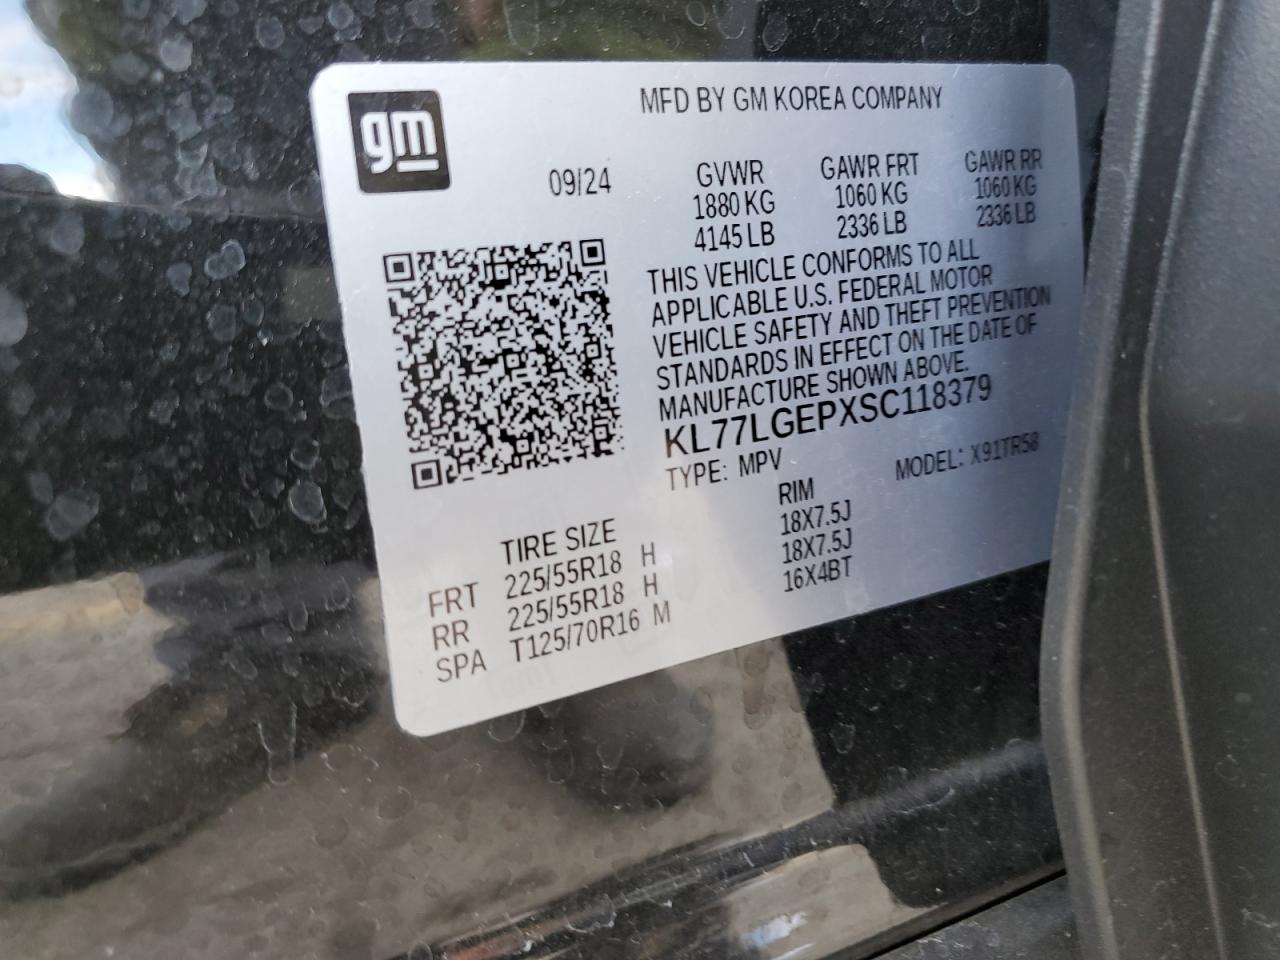 gm
MFD BY GM KOREA COMPANY
09/24
GVWR GAWR FRT GAWR RR
1880 KG 1060 KG 1060 KG
4145 LB 2336 LB 2336 LB
THIS VEHICLE CONFORMS TO ALL
APPLICABLE U.S. FEDERAL MOTOR
VEHICLE SAFETY AND THEFT PREVENTION
STANDARDS IN EFFECT ON THE DATE OF
MANUFACTURE SHOWN ABOVE.
KL77LGEPXSC118379
TYPE: MPV MODEL: X91TR58
TIRE SIZE RIM
FRT 225/55R18 H 18X7.5J
RR 225/55R18 H 18X7.5J
SPA T125/70R16 M 16X4BT